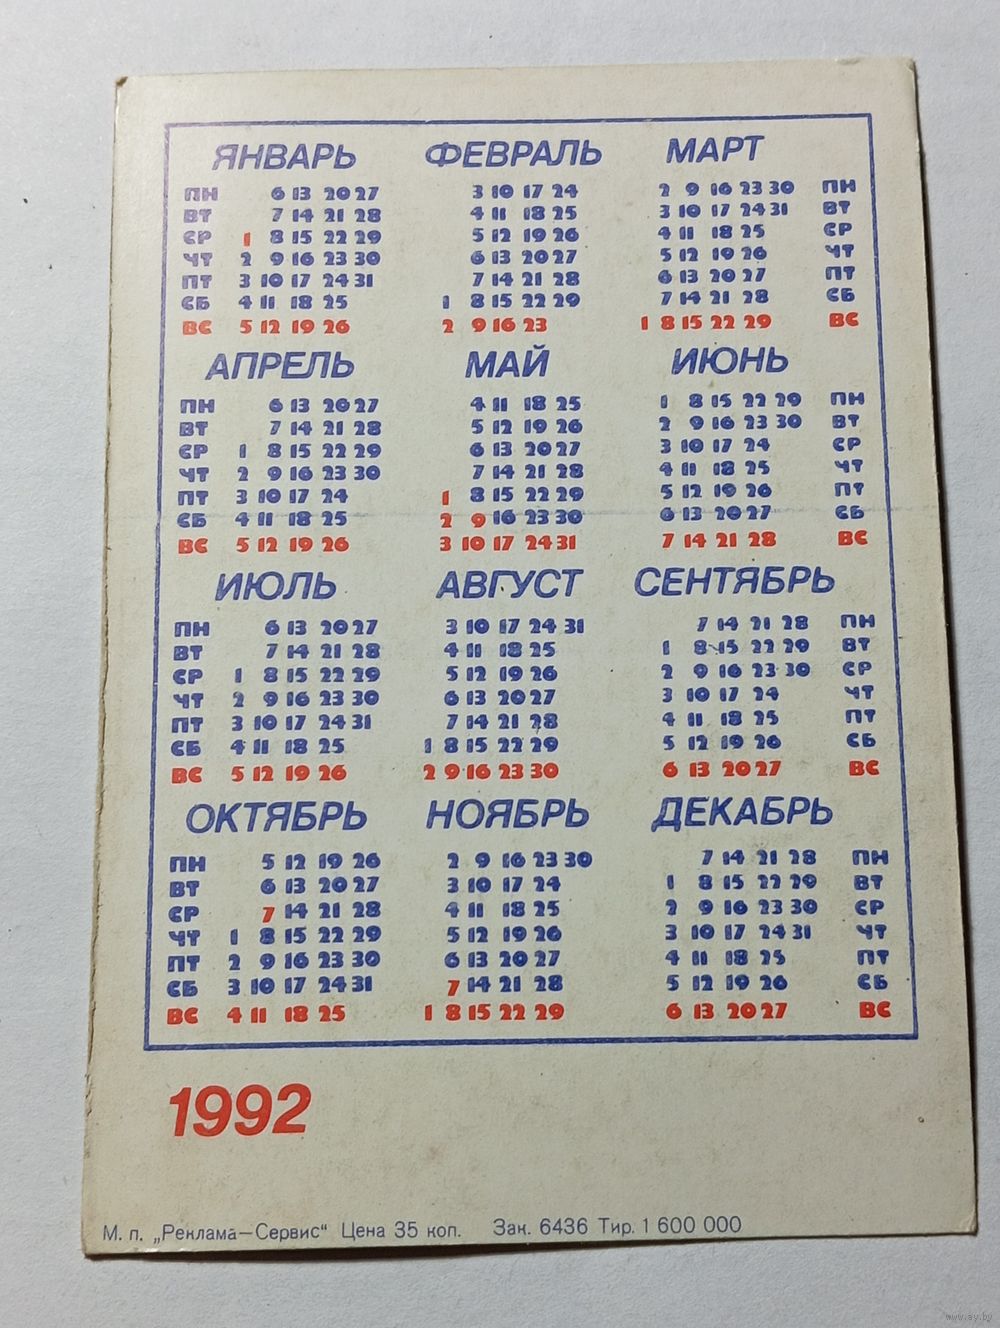 ЯНВАРЬ ФЕВРАЛЬ МАРТ
ПН 6 13 20 27 3 10 17 24 2 9 16 23 30 ПН
ВТ 7 14 21 28 4 11 18 25 3 10 17 24 31 ВТ
СР 1 8 15 22 29 5 12 19 26 4 11 18 25 СР
ЧТ 2 9 16 23 30 6 13 20 27 5 12 19 26 ЧТ
ПТ 3 10 17 24 31 7 14 21 28 6 13 20 27 ПТ
СБ 4 11 18 25 1 8 15 22 29 7 14 21 28 СБ
ВС 5 12 19 26 2 9 16 23 1 8 15 22 29 ВС
АПРЕЛЬ МАЙ ИЮНЬ
ПН 6 13 20 27 4 11 18 25 1 8 15 22 29 ПН
ВТ 7 14 21 28 5 12 19 26 2 9 16 23 30 ВТ
СР 1 8 15 22 29 6 13 20 27 3 10 17 24 СР
ЧТ 2 9 16 23 30 7 14 21 28 4 11 18 25 ЧТ
ПТ 3 10 17 24 1 8 15 22 29 5 12 19 26 ПТ
СБ 4 11 18 25 2 9 16 23 30 6 13 20 27 СБ
ВС 5 12 19 26 3 10 17 24 31 7 14 21 28 ВС
ИЮЛЬ АВГУСТ СЕНТЯБРЬ
ПН 6 13 20 27 3 10 17 24 31 7 14 21 28 ПН
ВТ 7 14 21 28 4 11 18 25 1 8 15 22 29 ВТ
СР 1 8 15 22 29 5 12 19 26 2 9 16 23 30 СР
ЧТ 2 9 16 23 30 6 13 20 27 3 10 17 24 ЧТ
ПТ 3 10 17 24 31 7 14 21 28 4 11 18 25 ПТ
СБ 4 11 18 25 1 8 15 22 29 5 12 19 26 СБ
ВС 5 12 19 26 2 9 16 23 30 6 13 20 27 ВС
ОКТЯБРЬ НОЯБРЬ ДЕКАБРЬ
ПН 5 12 19 26 2 9 16 23 30 7 14 21 28 ПН
ВТ 6 13 20 27 3 10 17 24 1 8 15 22 29 ВТ
СР 7 14 21 28 4 11 18 25 2 9 16 23 30 СР
ЧТ 1 8 15 22 29 5 12 19 26 3 10 17 24 31 ЧТ
ПТ 2 9 16 23 30 6 13 20 27 4 11 18 25 ПТ
СБ 3 10 17 24 31 7 14 21 28 5 12 19 26 СБ
ВС 4 11 18 25 1 8 15 22 29 6 13 20 27 ВС
1992
М. п. „Реклама—Сервис“ Цена 35 коп. Зак. 6436 Тир. 1 600 000
www.ay.by